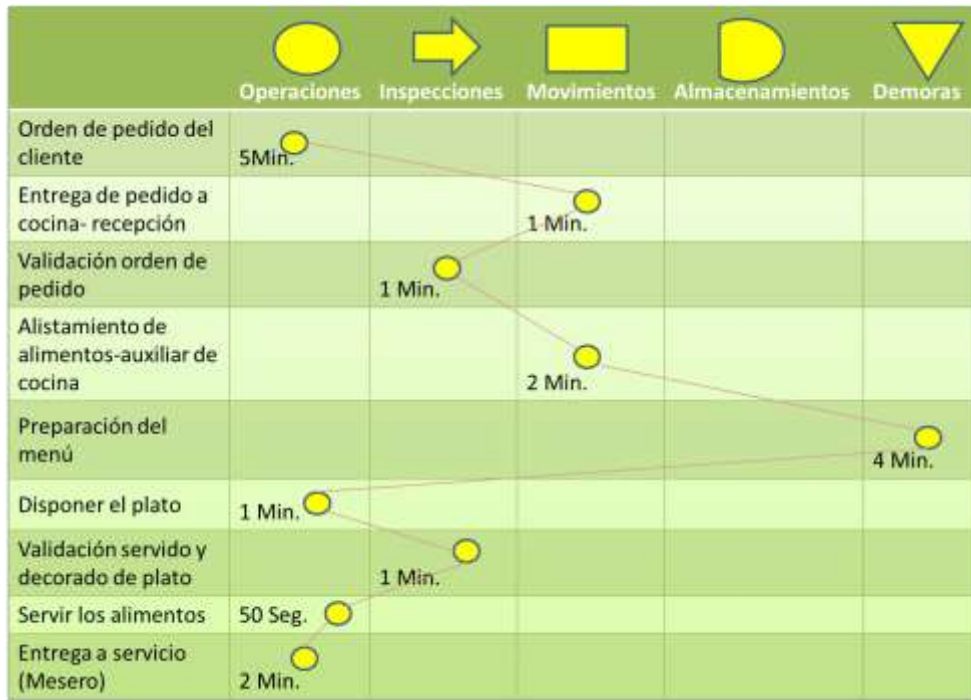 Operaciones Inspecciones Movimientos Almacenamientos Demoras
Orden de pedido del
cliente
5Min.
Entrega de pedido a
cocina- recepción
1 Min.
Validación orden de
pedido
1 Min.
Alistamiento de
alimentos-auxiliar de
cocina
2 Min.
Preparación del
menú
4 Min.
Disponer el plato
1 Min.
Validación servido y
decorado de plato
1 Min.
Servir los alimentos
50 Seg.
Entrega a servicio
(Mesero)
2 Min.